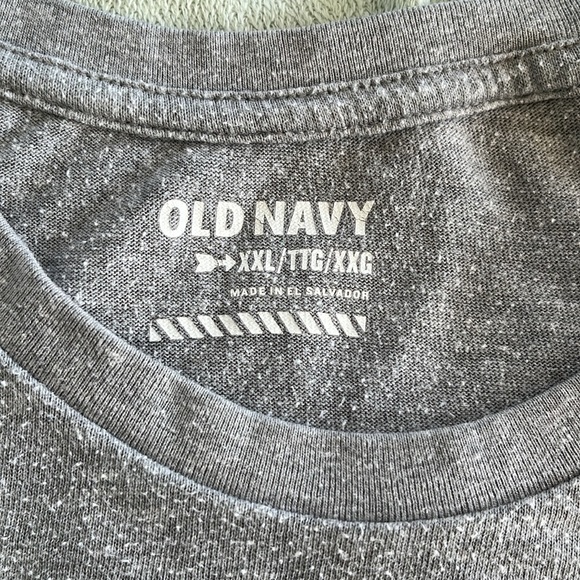 OLD NAVY
XXL/TTG/XXG
MADE IN EL SALVADOR